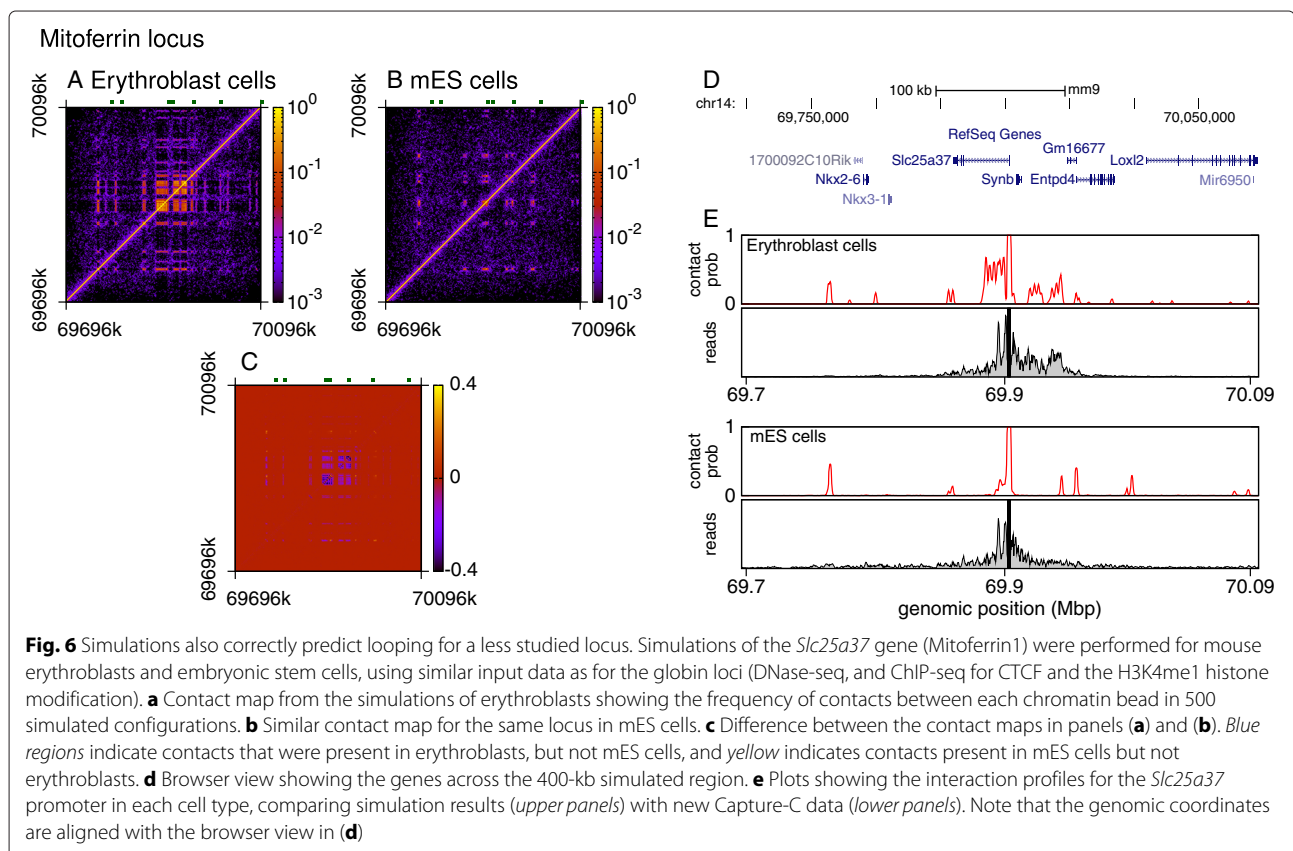 Mitoferrin locus
A Erythroblast cells
B mES cells
70096k
69696k
69696k
70096k
10^0
10^-1
10^-2
10^-3
70096k
69696k
69696k
70096k
10^0
10^-1
10^-2
10^-3
C
70096k
69696k
69696k
70096k
0.4
0
-0.4
D
100 kb mm9
chr14:
69,750,000 70,050,000
RefSeq Genes
Gm16677
1700092C10Rik Slc25a37 Loxl2
Nkx2-6 Synb Entpd4 Mir6950
Nkx3-1
E
Erythroblast cells
contact prob
1
0
reads
69.7 69.9 70.09
mES cells
contact prob
1
0
reads
69.7 69.9 70.09
genomic position (Mbp)
Fig. 6 Simulations also correctly predict looping for a less studied locus. Simulations of the Slc25a37 gene (Mitoferrin1) were performed for mouse
erythroblasts and embryonic stem cells, using similar input data as for the globin loci (DNase-seq, and ChIP-seq for CTCF and the H3K4me1 histone
modification). a Contact map from the simulations of erythroblasts showing the frequency of contacts between each chromatin bead in 500
simulated configurations. b Similar contact map for the same locus in mES cells. c Difference between the contact maps in panels (a) and (b). Blue
regions indicate contacts that were present in erythroblasts, but not mES cells, and yellow indicates contacts present in mES cells but not
erythroblasts. d Browser view showing the genes across the 400-kb simulated region. e Plots showing the interaction profiles for the Slc25a37
promoter in each cell type, comparing simulation results (upper panels) with new Capture-C data (lower panels). Note that the genomic coordinates
are aligned with the browser view in (d)